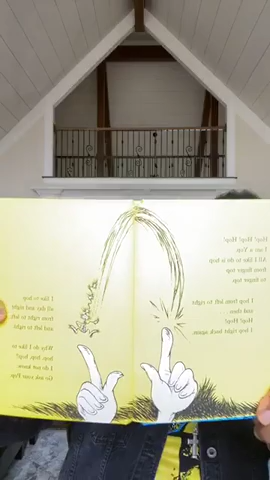 Hop! Hop! Hop!
I am a Yop
All I like to do is hop
from finger top
to finger top.
I hop from left to right
and then
Hop! Hop!
I hop right back again.
I like to hop
all day and night
from right to left
and left to right
Why do I like to
hop, hop, hop?
I do not know.
Go ask your Pop.